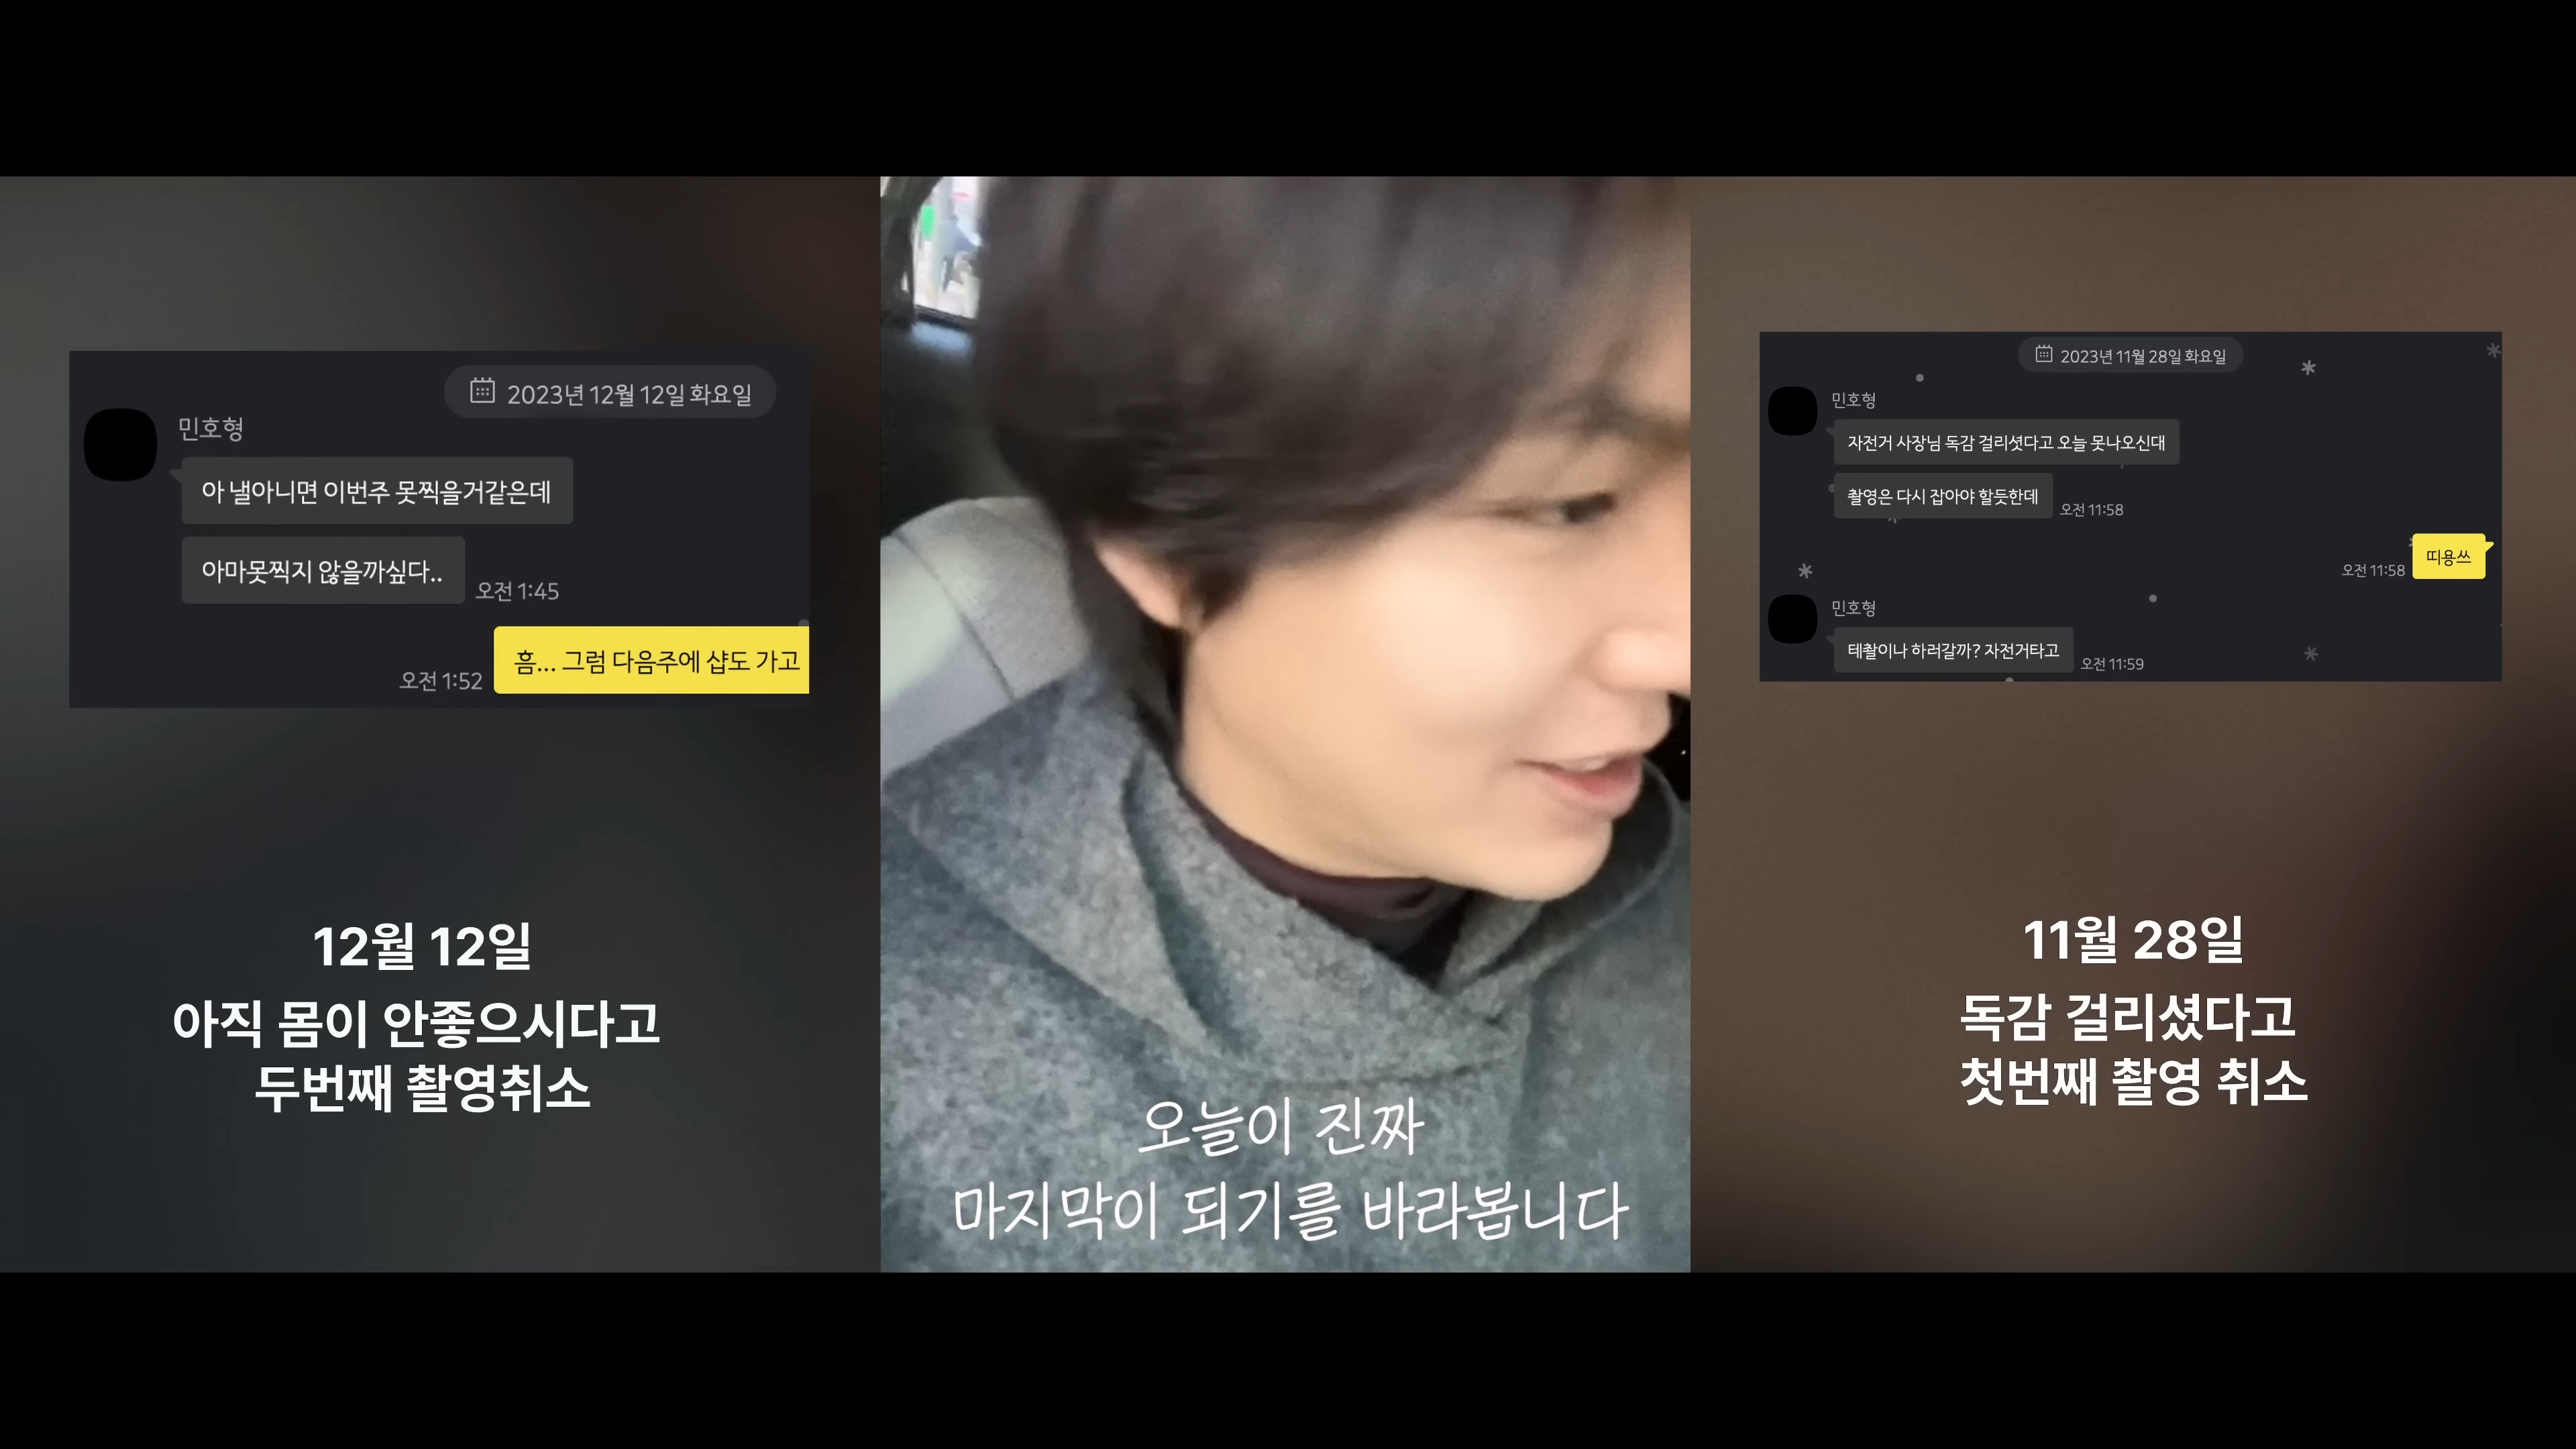 2023년 12월 12일 화요일
민호형
아 낼아니면 이번주 못찍을거같은데
아마못찍지 않을까싶다..
오전 1:45
흠... 그럼 다음주에 샵도 가고
오전 1:52
12월 12일
아직 몸이 안좋으시다고
두번째 촬영취소
오늘이 진짜
마지막이 되기를 바라봅니다
2023년 11월 28일 화요일
민호형
자전거 사장님 독감 걸리셧다고 오늘 못나오신대
촬영은 다시 잡아야 할듯한데
오전 11:58
띠용쓰
오전 11:58
민호형
테촬이나 하러갈까? 자전거타고
오전 11:59
11월 28일
독감 걸리셨다고
첫번째 촬영 취소